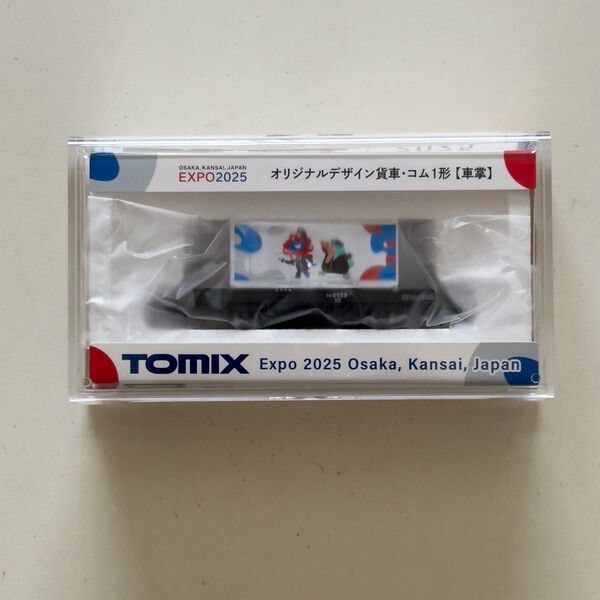 OSAKA, KANSAI, JAPAN
EXPO2025
オリジナルデザイン貨車・コム1形【車掌】
TOMIX
Expo 2025 Osaka, Kansai, Japan